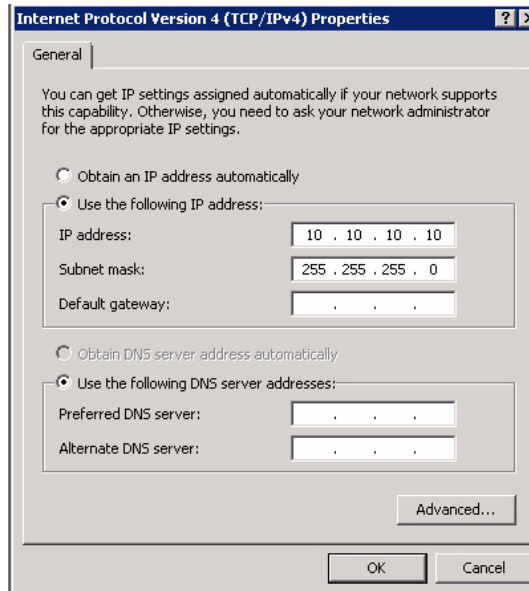 Internet Protocol Version 4 (TCP/IPv4) Properties
General
You can get IP settings assigned automatically if your network supports
this capability. Otherwise, you need to ask your network administrator
for the appropriate IP settings.
Obtain an IP address automatically
Use the following IP address:
IP address: 10 . 10 . 10 . 10
Subnet mask: 255 . 255 . 255 . 0
Default gateway: . . .
Obtain DNS server address automatically
Use the following DNS server addresses:
Preferred DNS server: . . .
Alternate DNS server: . . .
Advanced...
OK Cancel